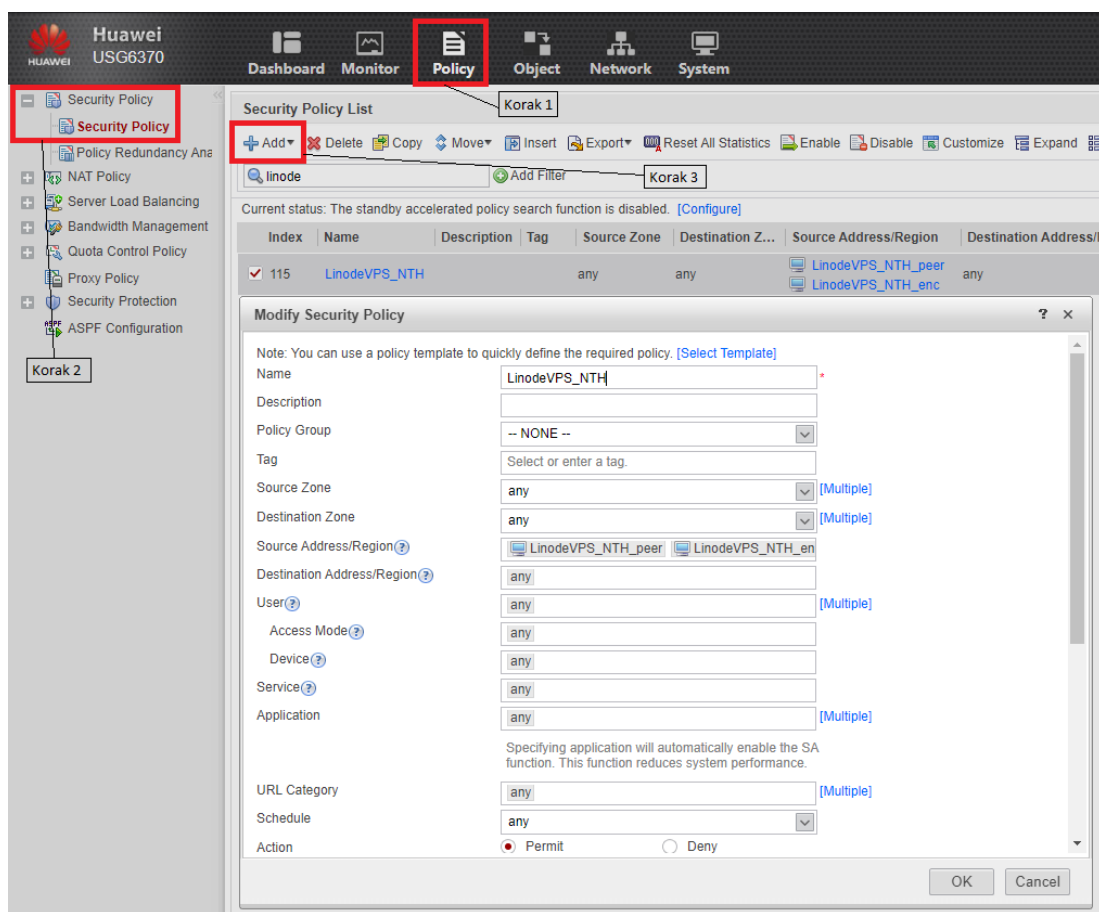 Huawei
USG6370
HUAWEI
Dashboard Monitor Policy Object Network System
Korak 1
Security Policy
Security Policy
Policy Redundancy Ana
NAT Policy
Server Load Balancing
Bandwidth Management
Quota Control Policy
Proxy Policy
Security Protection
ASPF Configuration
Korak 2
Security Policy List
Add Delete Copy Move Insert Export Reset All Statistics Enable Disable Customize Expand
linode Add Filter
Korak 3
Current status: The standby accelerated policy search function is disabled. [Configure]
Index Name Description Tag Source Zone Destination Z... Source Address/Region Destination Address/
115 LinodeVPS_NTH any any LinodeVPS_NTH_peer any
LinodeVPS_NTH_enc
Modify Security Policy ? ×
Note: You can use a policy template to quickly define the required policy. [Select Template]
Name LinodeVPS_NTH *
Description
Policy Group -- NONE --
Tag Select or enter a tag.
Source Zone any [Multiple]
Destination Zone any [Multiple]
Source Address/Region ? LinodeVPS_NTH_peer LinodeVPS_NTH_en
Destination Address/Region ? any
User ? any [Multiple]
Access Mode ? any
Device ? any
Service ? any
Application any [Multiple]
Specifying application will automatically enable the SA
function. This function reduces system performance.
URL Category any [Multiple]
Schedule any
Action Permit Deny
OK Cancel